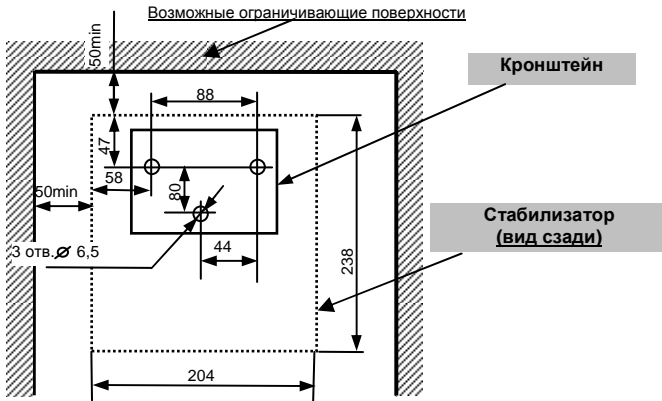 Возможные ограничивающие поверхности
50min
Кронштейн
88
47
58
50min
80
Стабилизатор
(вид сзади)
3 отв.⌀ 6,5
44
238
204